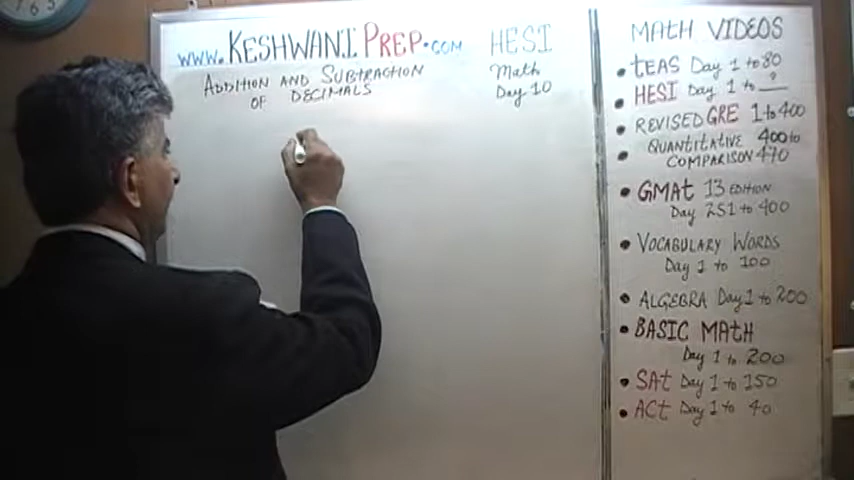 www.KESHWANI PREP.COM
ADDITION AND SUBTRACTION
OF DECIMALS
HESI
Math
Day 10
MATH VIDEOS
• TEAS Day 1 to 80
• HESI Day 1 to ?
• REVISED GRE 1 to 400
• QUANTITATIVE 400 to
COMPARISON 470
• GMAT 13 EDITION
Day 251 to 400
• VOCABULARY WORDS
Day 1 to 100
• ALGEBRA Day 1 to 200
• BASIC MATH
Day 1 to 200
• SAT Day 1 to 150
• ACT Day 1 to 40
7 6 5